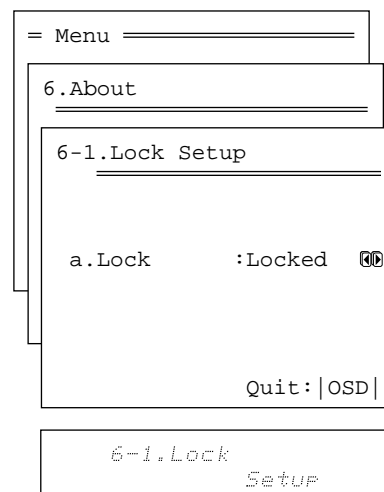 Menu
6.About
6-1.Lock Setup
a.Lock :Locked
Quit:|OSD|
6-1.Lock
Setup